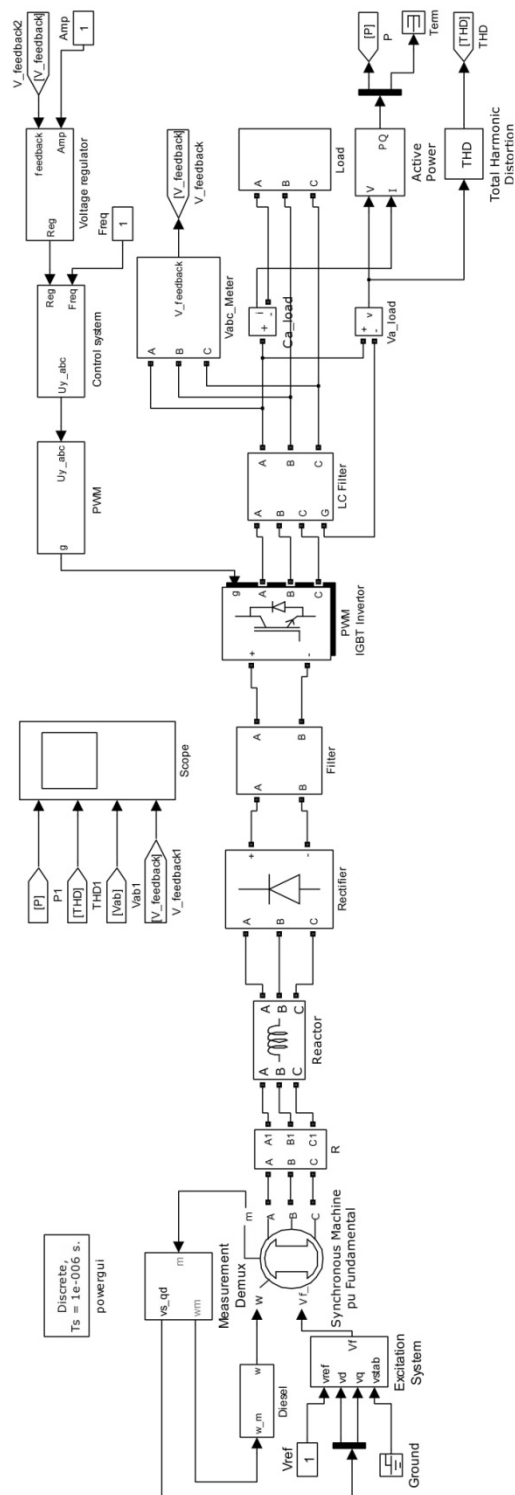 Discrete,
Ts = 1e-006 s.
powergui
m
vs_qd
wm
Measurement
Demux
w_m
w
Diesel
Vref
1
vref
vd
vq
vstab
Vf
Excitation
System
Ground
w
Vf_
m
A
B
C
Synchronous Machine
pu Fundamental
A
B
C
A1
B1
C1
R
A
B
C
A
B
C
Reactor
A
B
C
+
-
Rectifier
A
B
A
B
Filter
[P]
P1
[THD]
THD1
[Vab]
Vab1
[V_feedback]
V_feedback1
Scope
+
-
g
A
B
C
PWM
IGBT Invertor
g
Uy_abc
PWM
Uy_abc
Reg
Freq
Control system
Freq
1
Reg
feedback
Amp
Voltage regulator
V_feedback2
[V_feedback]
Amp
1
A
B
C
G
A
B
C
LC Filter
A
B
C
V_feedback
Vabc_Meter
[V_feedback]
V_feedback
+
-
i
Ca_load
+
-
v
Va_load
A
B
C
Load
V
I
PQ
Active
Power
[P]
P
Term
THD
Total Harmonic
Distortion
[THD]
THD